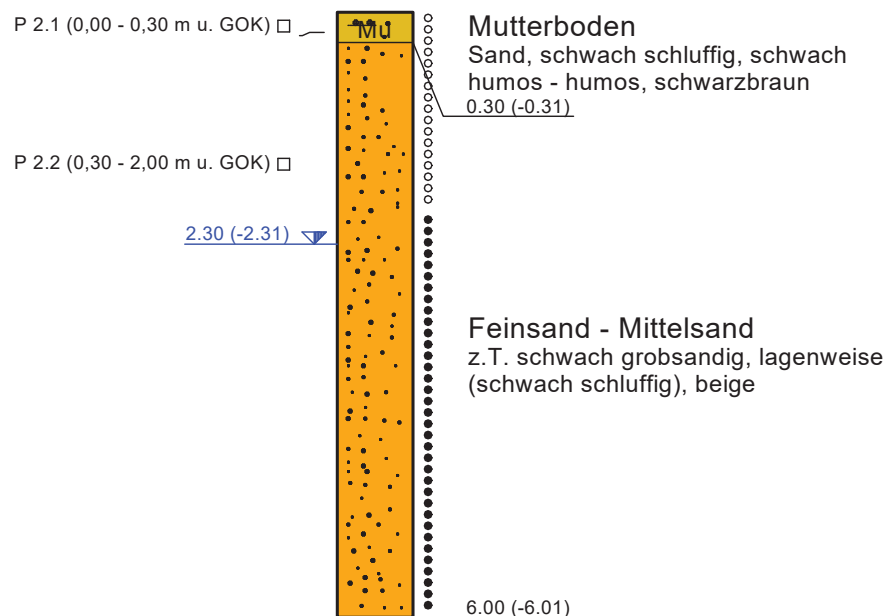 P 2.1 (0,00 - 0,30 m u. GOK)
Mu
Mutterboden
Sand, schwach schluffig, schwach
humos - humos, schwarzbraun
0.30 (-0.31)
P 2.2 (0,30 - 2,00 m u. GOK)
2.30 (-2.31)
Feinsand - Mittelsand
z.T. schwach grobsandig, lagenweise
(schwach schluffig), beige
6.00 (-6.01)